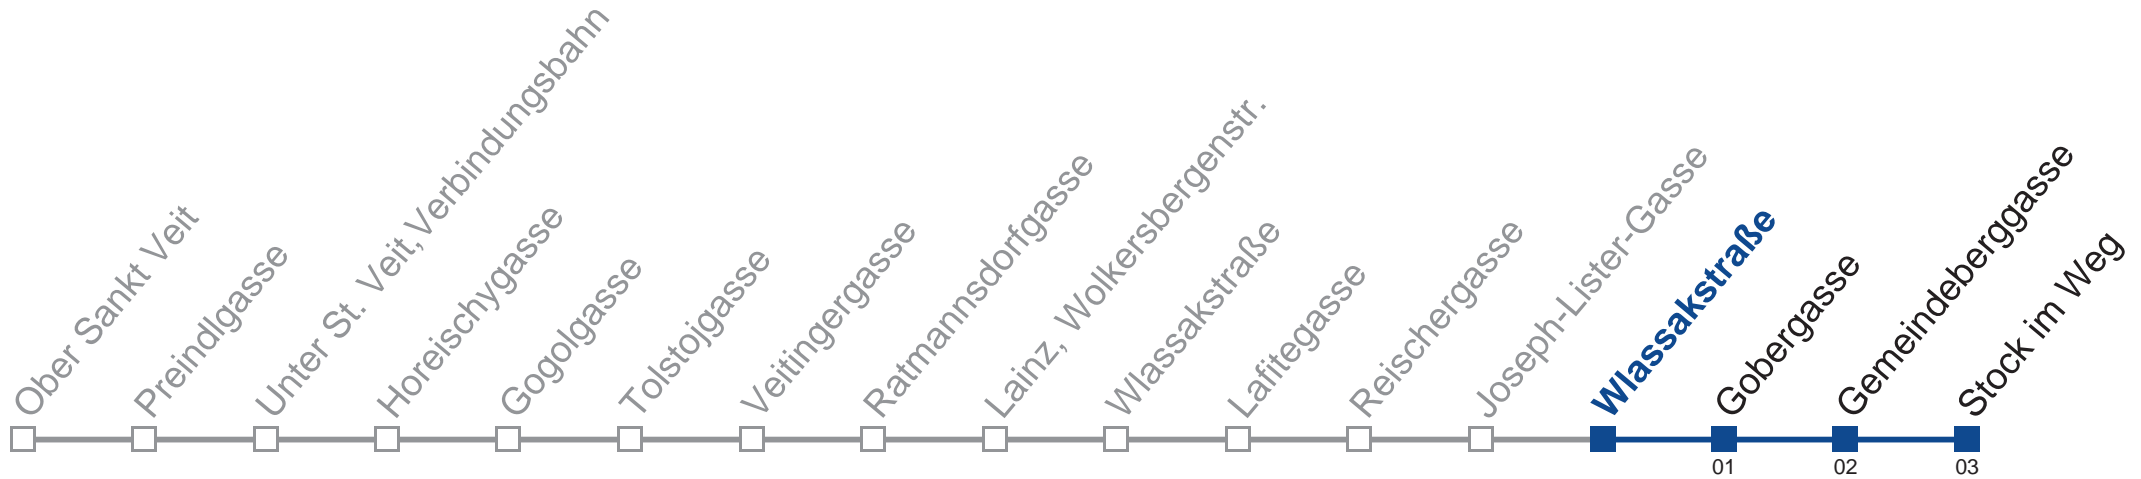 Ober Sankt Veit
Preindlgasse
Unter St. Veit, Verbindungsbahn
Horeischygasse
Gogolgasse
Tolstojgasse
Veitingergasse
Ratmannsdorfgasse
Lainz, Wolkersbergenstr.
Wlassakstraße
Lafitegasse
Reischergasse
Joseph-Lister-Gasse
Wlassakstraße
Gobergasse
Gemeindeberggasse
Stock im Weg
01
02
03